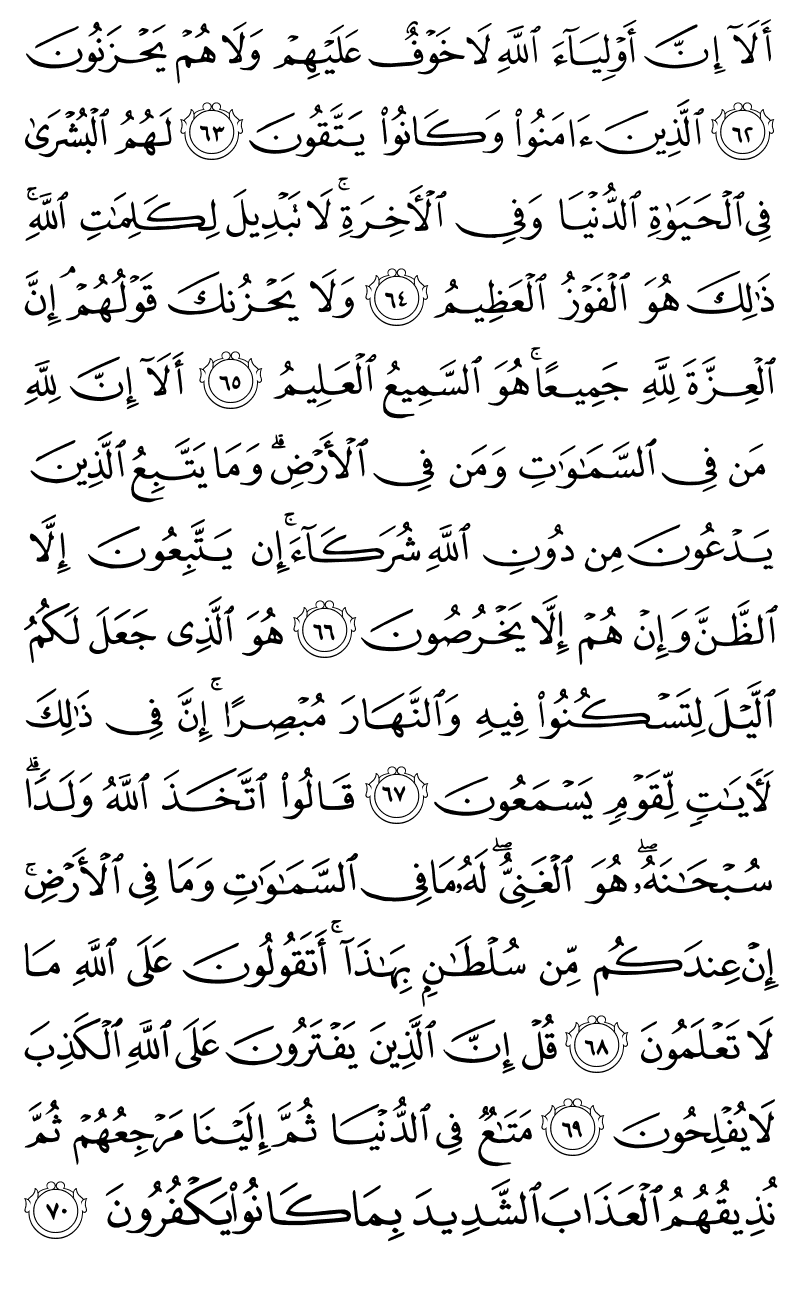 أَلَآ إِنَّ أَوْلِيَآءَ ٱللَّهِ لَا خَوْفٌ عَلَيْهِمْ وَلَا هُمْ يَحْزَنُونَ
٦٢ ٱلَّذِينَ ءَامَنُوا۟ وَكَانُوا۟ يَتَّقُونَ ٦٣ لَهُمُ ٱلْبُشْرَىٰ
فِى ٱلْحَيَوٰةِ ٱلدُّنْيَا وَفِى ٱلْأَخِرَةِ ۚ لَا تَبْدِيلَ لِكَلِمَٰتِ ٱللَّهِ ۚ
ذَٰلِكَ هُوَ ٱلْفَوْزُ ٱلْعَظِيمُ ٦٤ وَلَا يَحْزُنكَ قَوْلُهُمْ ۘ إِنَّ
ٱلْعِزَّةَ لِلَّهِ جَمِيعًا ۚ هُوَ ٱلسَّمِيعُ ٱلْعَلِيمُ ٦٥ أَلَآ إِنَّ لِلَّهِ
مَن فِى ٱلسَّمَٰوَٰتِ وَمَن فِى ٱلْأَرْضِ ۗ وَمَا يَتَّبِعُ ٱلَّذِينَ
يَدْعُونَ مِن دُونِ ٱللَّهِ شُرَكَآءَ ۚ إِن يَتَّبِعُونَ إِلَّا
ٱلظَّنَّ وَإِنْ هُمْ إِلَّا يَخْرُصُونَ ٦٦ هُوَ ٱلَّذِى جَعَلَ لَكُمُ
ٱلَّيْلَ لِتَسْكُنُوا۟ فِيهِ وَٱلنَّهَارَ مُبْصِرًا ۚ إِنَّ فِى ذَٰلِكَ
لَأَيَٰتٍ لِّقَوْمٍ يَسْمَعُونَ ٦٧ قَالُوا۟ ٱتَّخَذَ ٱللَّهُ وَلَدًا ۗ
سُبْحَٰنَهُۥ ۖ هُوَ ٱلْغَنِىُّ ۖ لَهُۥ مَا فِى ٱلسَّمَٰوَٰتِ وَمَا فِى ٱلْأَرْضِ ۚ
إِنْ عِندَكُم مِّن سُلْطَٰنٍۭ بِهَٰذَآ ۚ أَتَقُولُونَ عَلَى ٱللَّهِ مَا
لَا تَعْلَمُونَ ٦٨ قُلْ إِنَّ ٱلَّذِينَ يَفْتَرُونَ عَلَى ٱللَّهِ ٱلْكَذِبَ
لَا يُفْلِحُونَ ٦٩ مَتَٰعٌ فِى ٱلدُّنْيَا ثُمَّ إِلَيْنَا مَرْجِعُهُمْ ثُمَّ
نُذِيقُهُمُ ٱلْعَذَابَ ٱلشَّدِيدَ بِمَا كَانُوا۟ يَكْفُرُونَ ٧٠